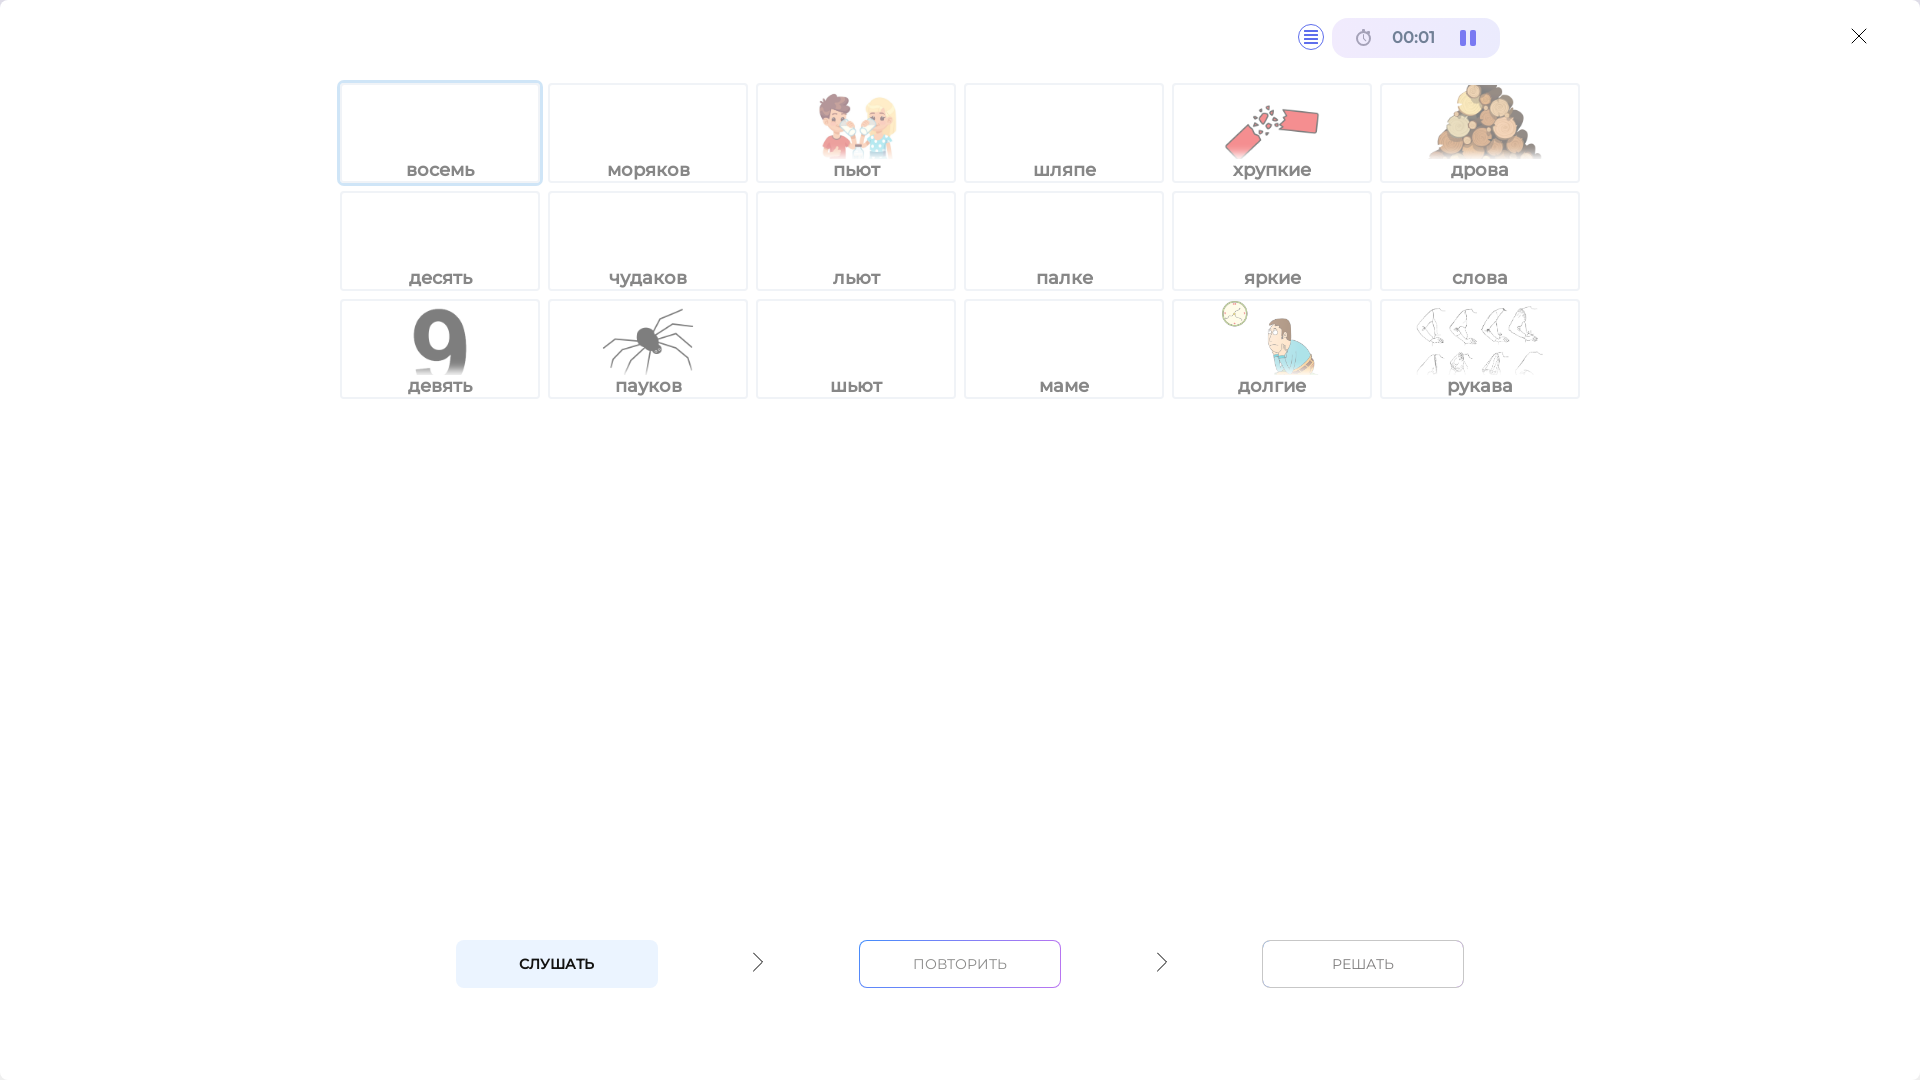 00:01
восемь моряков пьют шляпе хрупкие дрова
десять чудаков льют палке яркие слова
9
девять пауков шьют маме долгие рукава
СЛУШАТЬ ПОВТОРИТЬ РЕШАТЬ